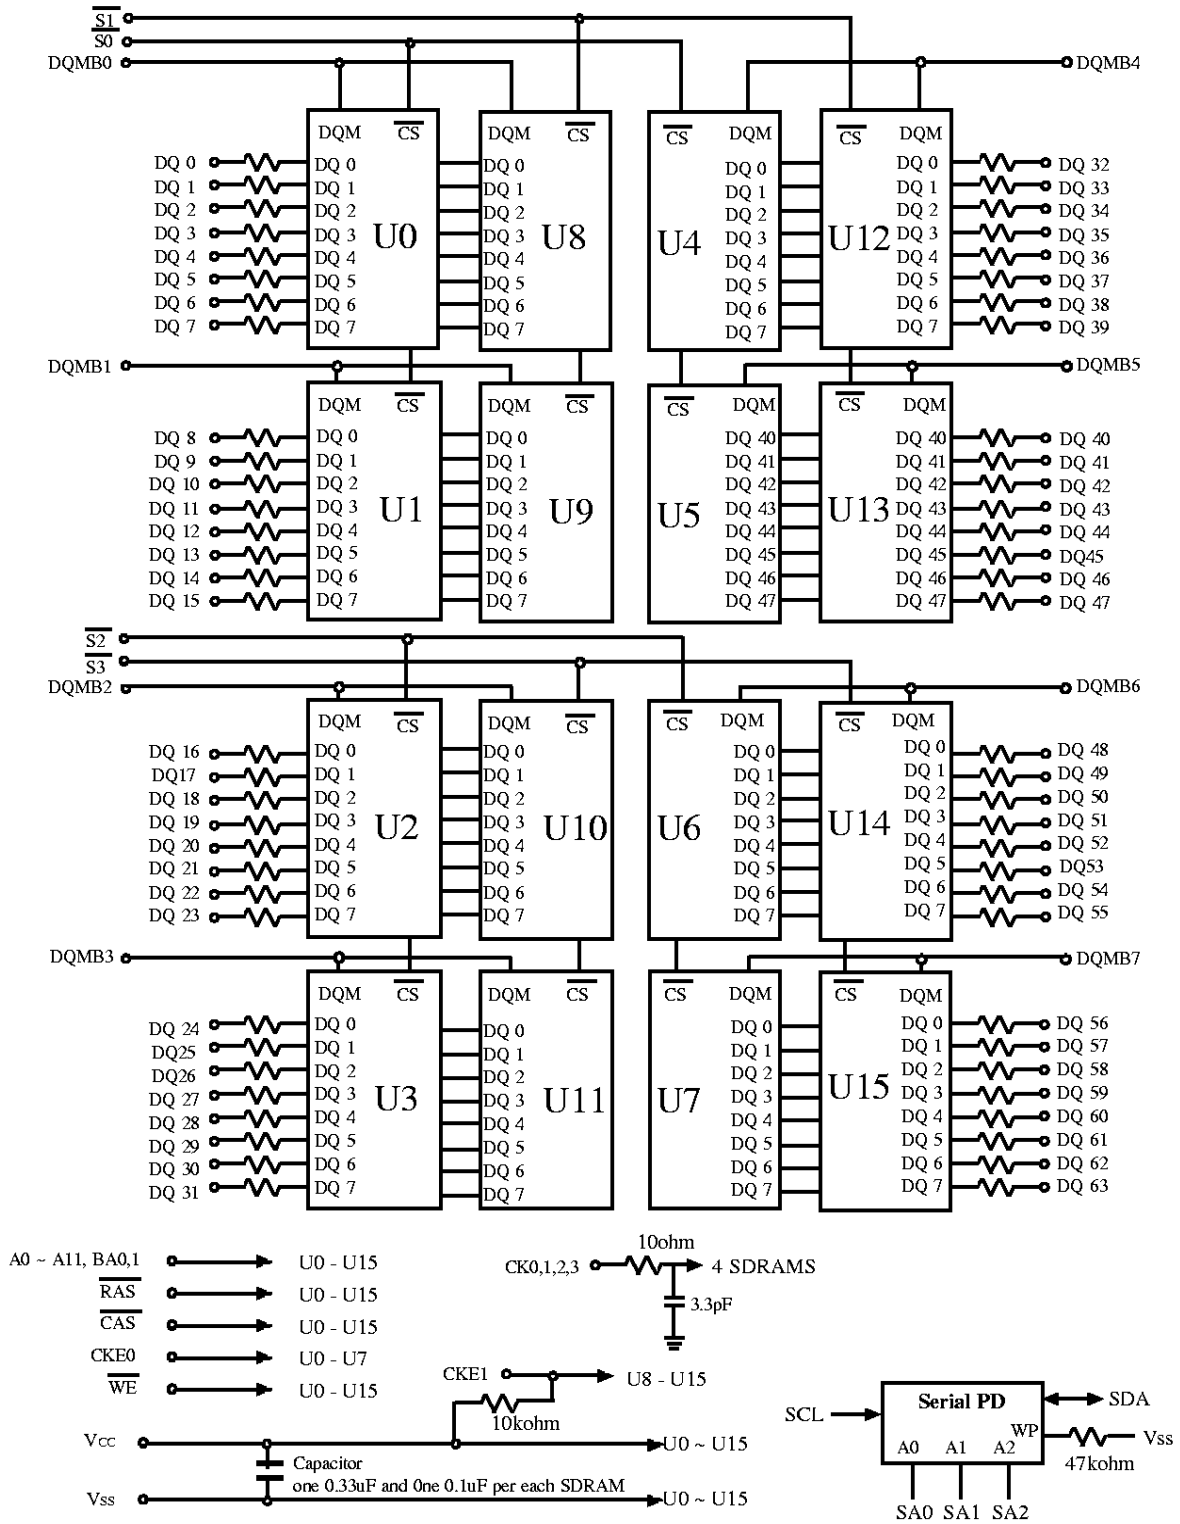 S1
S0
DQMB0 DQMB4
DQM CS CS CS DQM CS DQM
DQ 0 DQ 0 DQ 0 DQ 0 DQ 0 DQ 32
DQ 1 DQ 1 DQ 1 DQ 1 DQ 1 DQ 33
DQ 2 DQ 2 DQ 2 DQ 2 DQ 2 DQ 34
DQ 3 DQ 3 U0 DQ 3 U8 U4 DQ 3 U12 DQ 3 DQ 35
DQ 4 DQ 4 DQ 4 DQ 4 DQ 4 DQ 36
DQ 5 DQ 5 DQ 5 DQ 5 DQ 5 DQ 37
DQ 6 DQ 6 DQ 6 DQ 6 DQ 6 DQ 38
DQ 7 DQ 7 DQ 7 DQ 7 DQ 7 DQ 39
DQMB1 DQMB5
DQM CS DQM CS CS DQM CS DQM
DQ 8 DQ 0 DQ 0 DQ 40 DQ 40 DQ 40
DQ 9 DQ 1 DQ 1 DQ 41 DQ 41 DQ 41
DQ 10 DQ 2 DQ 2 DQ 42 DQ 42 DQ 42
DQ 11 DQ 3 U1 DQ 3 U9 U5 DQ 43 U13 DQ 43 DQ 43
DQ 12 DQ 4 DQ 4 DQ 44 DQ 44 DQ 44
DQ 13 DQ 5 DQ 5 DQ 45 DQ 45 DQ45
DQ 14 DQ 6 DQ 6 DQ 46 DQ 46 DQ 46
DQ 15 DQ 7 DQ 7 DQ 47 DQ 47 DQ 47
S2
S3
DQMB2 DQMB6
DQM CS DQM CS CS DQM CS DQM
DQ 16 DQ 0 DQ 0 DQ 0 DQ 0 DQ 48
DQ17 DQ 1 DQ 1 DQ 1 DQ 1 DQ 49
DQ 18 DQ 2 DQ 2 DQ 2 DQ 2 DQ 50
DQ 19 DQ 3 U2 DQ 3 U10 U6 DQ 3 U14 DQ 3 DQ 51
DQ 20 DQ 4 DQ 4 DQ 4 DQ 4 DQ 52
DQ 21 DQ 5 DQ 5 DQ 5 DQ 5 DQ53
DQ 22 DQ 6 DQ 6 DQ 6 DQ 6 DQ 54
DQ 23 DQ 7 DQ 7 DQ 7 DQ 7 DQ 55
DQMB3 DQMB7
DQM CS DQM CS CS DQM CS DQM
DQ 24 DQ 0 DQ 0 DQ 0 DQ 0 DQ 56
DQ25 DQ 1 DQ 1 DQ 1 DQ 1 DQ 57
DQ26 DQ 2 DQ 2 DQ 2 DQ 2 DQ 58
DQ 27 DQ 3 U3 DQ 3 U11 U7 DQ 3 U15 DQ 3 DQ 59
DQ 28 DQ 4 DQ 4 DQ 4 DQ 4 DQ 60
DQ 29 DQ 5 DQ 5 DQ 5 DQ 5 DQ 61
DQ 30 DQ 6 DQ 6 DQ 6 DQ 6 DQ 62
DQ 31 DQ 7 DQ 7 DQ 7 DQ 7 DQ 63
A0 ~ A11, BA0,1 U0 - U15
RAS U0 - U15
CAS U0 - U15
CKE0 U0 - U7
WE U0 - U15
10ohm
CK0,1,2,3 4 SDRAMS
3.3pF
CKE1 U8 - U15
10kohm
Vcc U0 ~ U15
Capacitor
one 0.33uF and 0ne 0.1uF per each SDRAM
Vss U0 ~ U15
Serial PD
SCL SDA
WP Vss
47kohm
A0 A1 A2
SA0 SA1 SA2